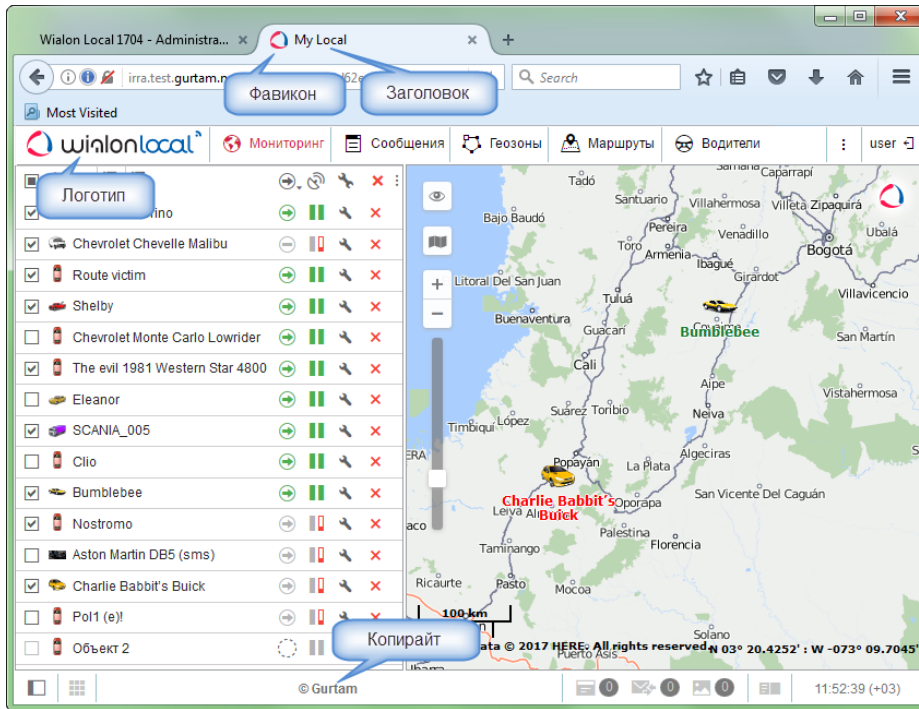 Wialon Local 1704 - Administra...
My Local
irra.test.gurtam.
Search
Фавикон
Заголовок
Most Visited
wialon local
Мониторинг
Сообщения
Геозоны
Маршруты
Водители
user
Логотип
Chevrolet Chevelle Malibu
Route victim
Shelby
Chevrolet Monte Carlo Lowrider
The evil 1981 Western Star 4800
Eleanor
SCANIA_005
Clio
Bumblebee
Nostromo
Aston Martin DB5 (sms)
Charlie Babbit's Buick
Pol1 (e)!
Объект 2
Samaná
Caparrapí
Tadó
Santuario
Villahermosa
Villeta
Zipaquirá
Bajo Baudó
Pereira
Venadillo
Ubalá
Toro
Armenia
Bogotá
Ibagué
Girardot
Litoral Del San Juan
Tuluá
Villavicencio
Buenaventura
Guacarí
Bumblebee
San Martín
Cali
Aipe
Vistahermosa
Suárez
Toribio
Neiva
Timbiquí
López
Algeciras
Popayán
La Plata
San Vicente Del Caguán
Charlie Babbit's
Buick
Oporapa
Leiva
Palestina
Florencia
Taminango
Ricaurte
Pasto
Mocoa
100 km
Solano
© 2017 HERE. All rights reserved.
N 03° 20.4252' : W -073° 09.7045'
Puerto Asís
Копирайт
© Gurtam
0
0
0
11:52:39 (+03)